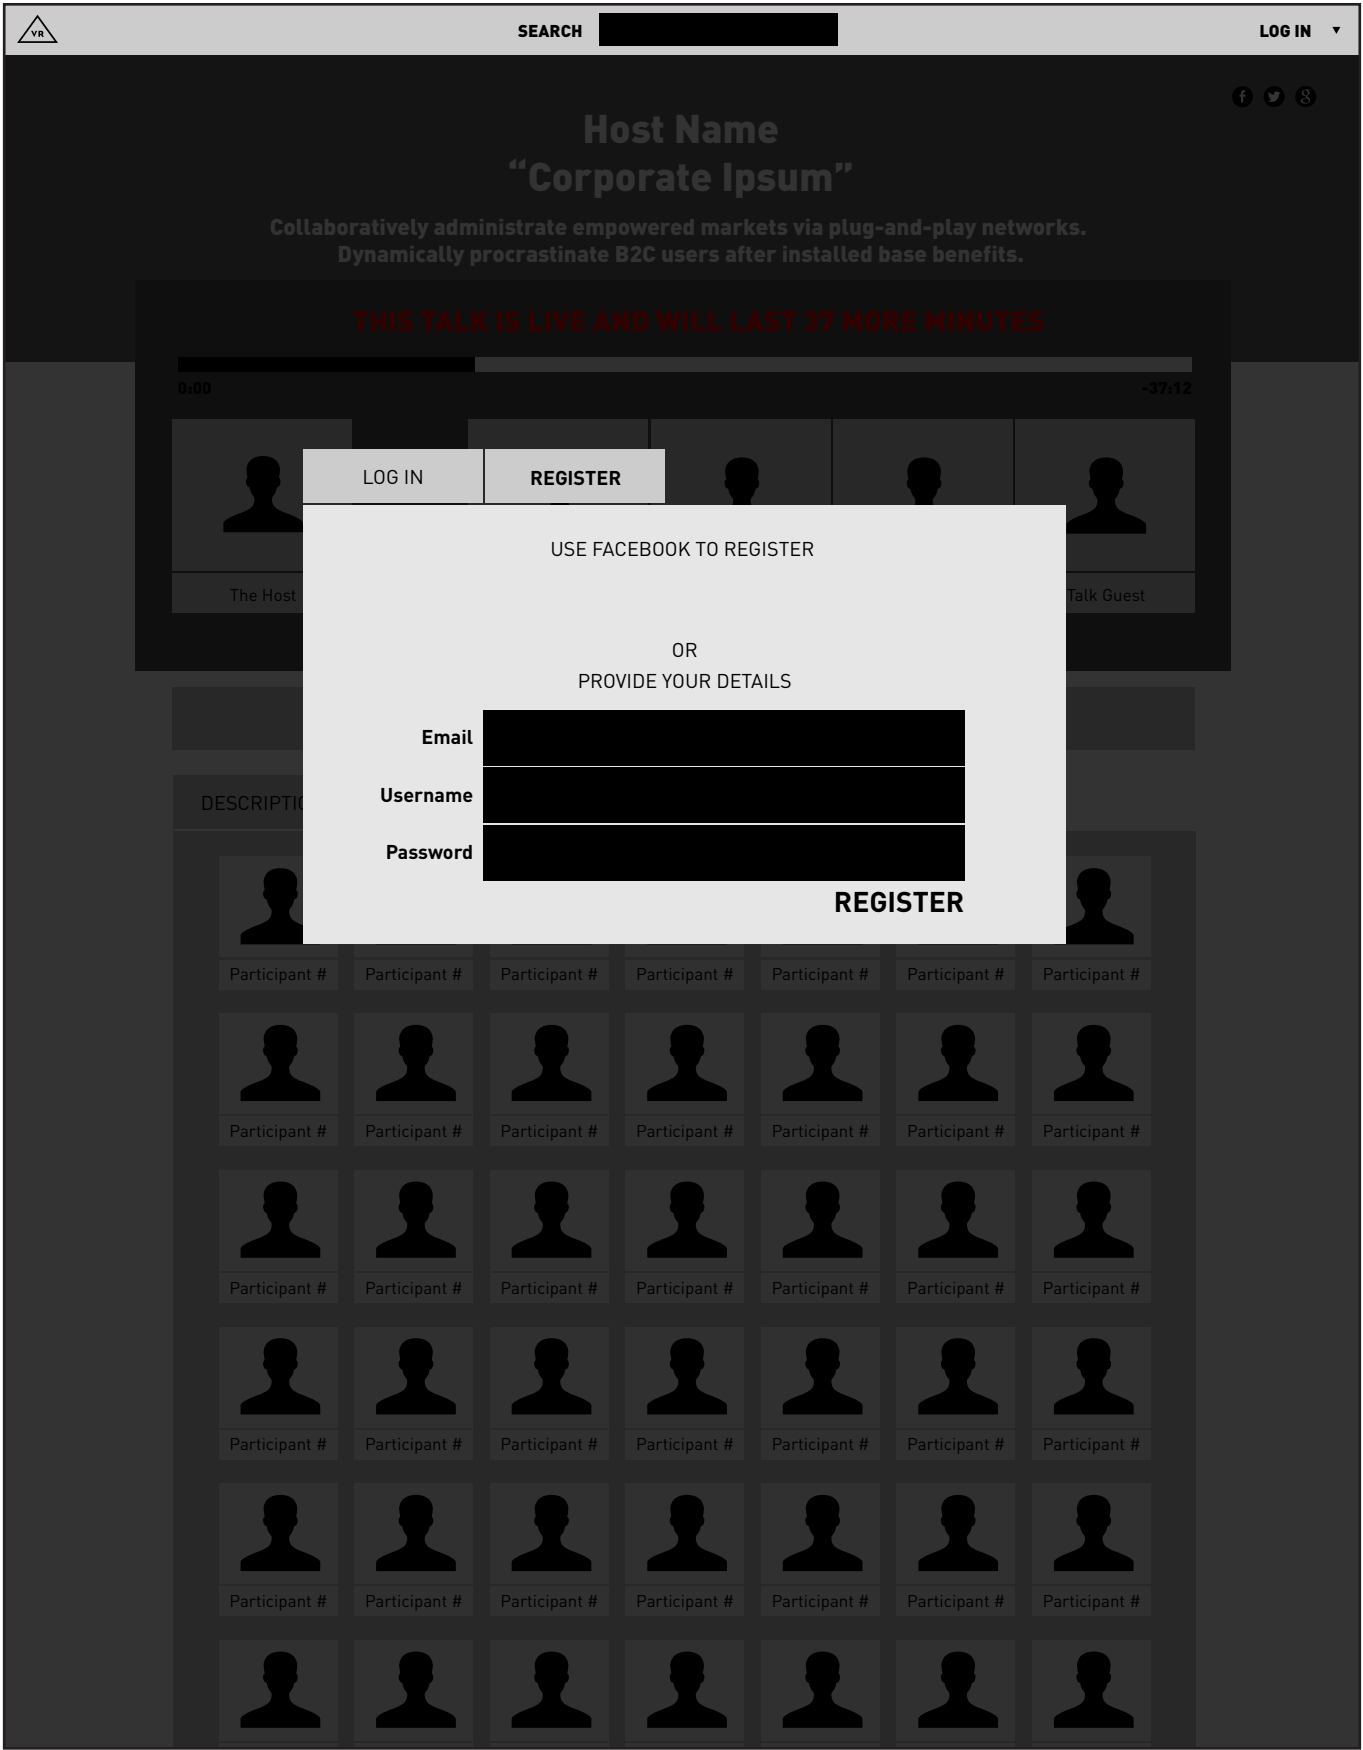 VR
SEARCH
LOG IN
Host Name
“Corporate Ipsum”
Collaboratively administrate empowered markets via plug-and-play networks.
Dynamically procrastinate B2C users after installed base benefits.
THIS TALK IS LIVE AND WILL LAST 37 MORE MINUTES
0:00 -37:12
LOG IN REGISTER
USE FACEBOOK TO REGISTER
The Host
Talk Guest
OR
PROVIDE YOUR DETAILS
Email
Username
DESCRIPTIO
Password
REGISTER
Participant # Participant # Participant # Participant # Participant # Participant # Participant #
Participant # Participant # Participant # Participant # Participant # Participant # Participant #
Participant # Participant # Participant # Participant # Participant # Participant # Participant #
Participant # Participant # Participant # Participant # Participant # Participant # Participant #
Participant # Participant # Participant # Participant # Participant # Participant # Participant #